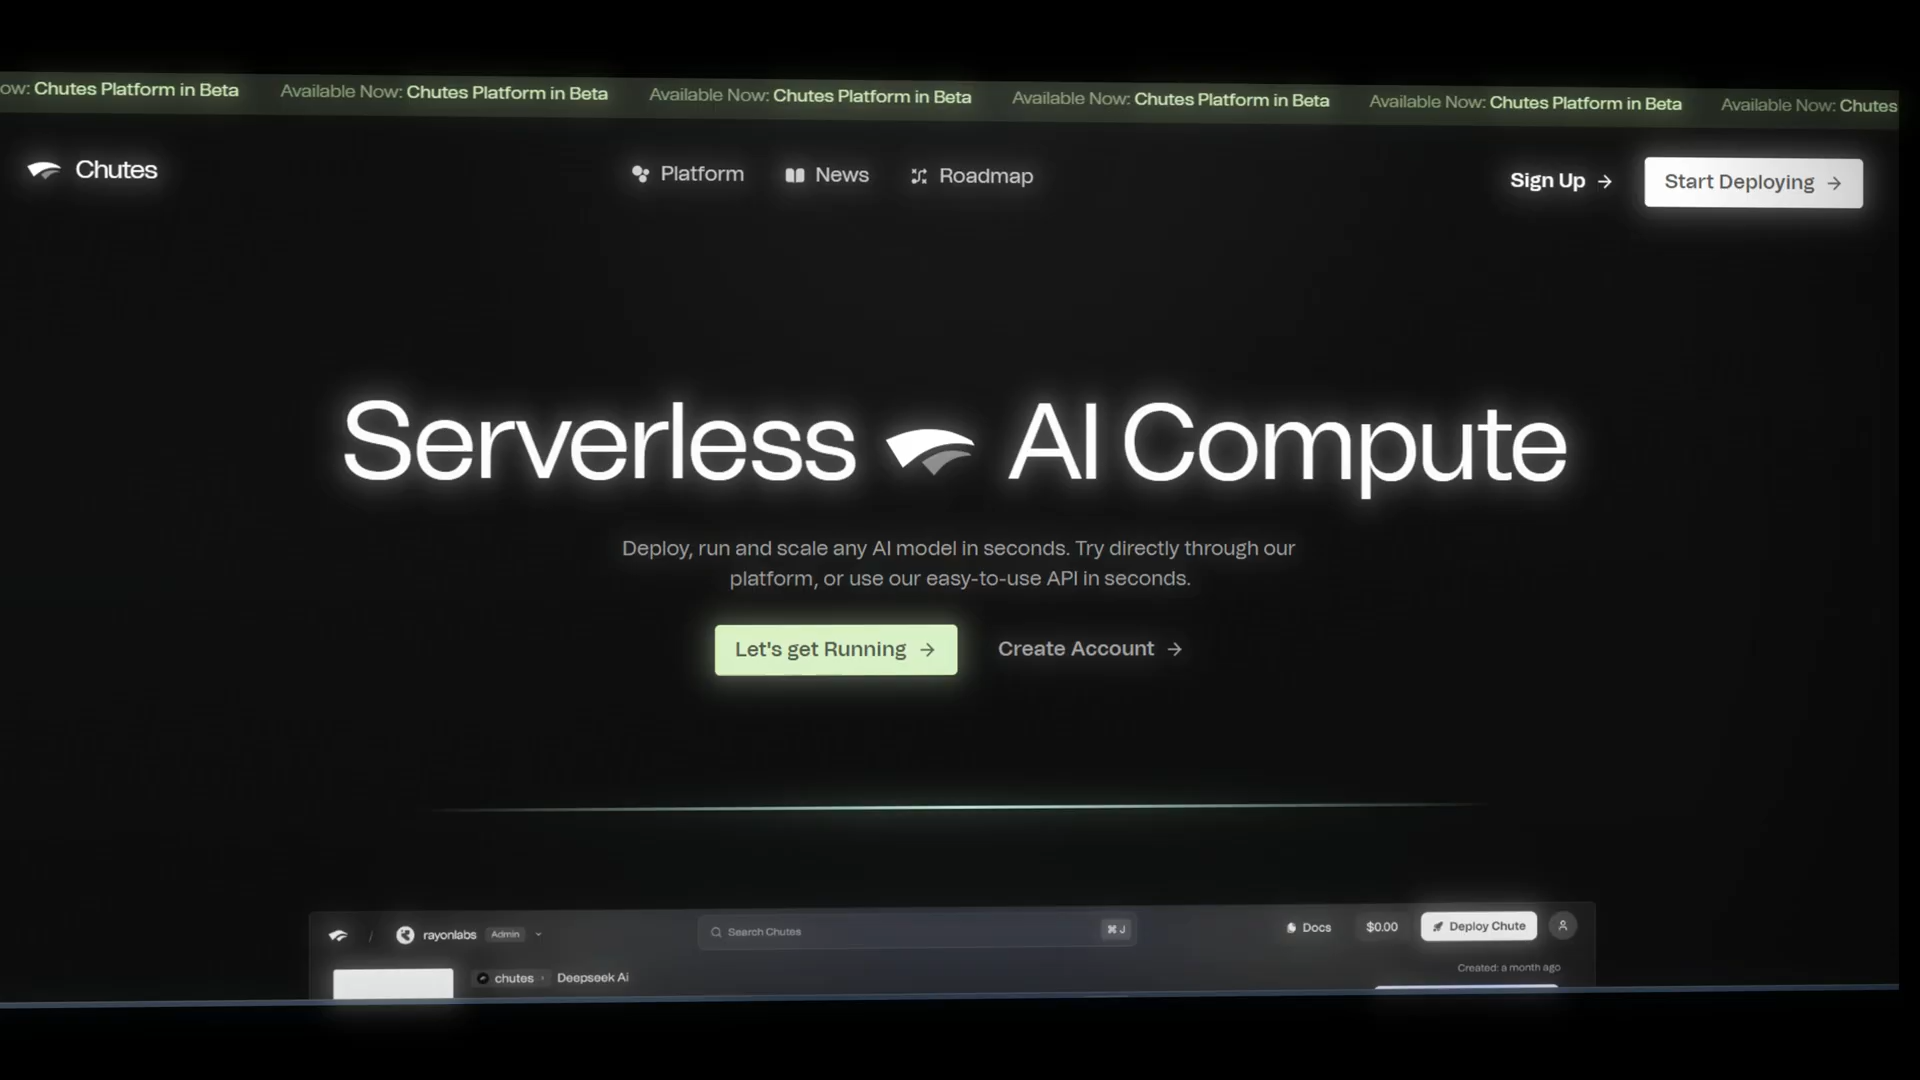 ow: Chutes Platform in Beta Available Now: Chutes Platform in Beta Available Now: Chutes Platform in Beta Available Now: Chutes Platform in Beta Available Now: Chutes Platform in Beta Available Now: Chutes
Chutes Platform News Roadmap Sign Up → Start Deploying →
Serverless AI Compute
Deploy, run and scale any AI model in seconds. Try directly through our
platform, or use our easy-to-use API in seconds.
Let's get Running → Create Account →
/ rayonlabs Admin Search Chutes ⌘ J Docs $0.00 Deploy Chute
chutes › Deepseek Ai Created: a month ago